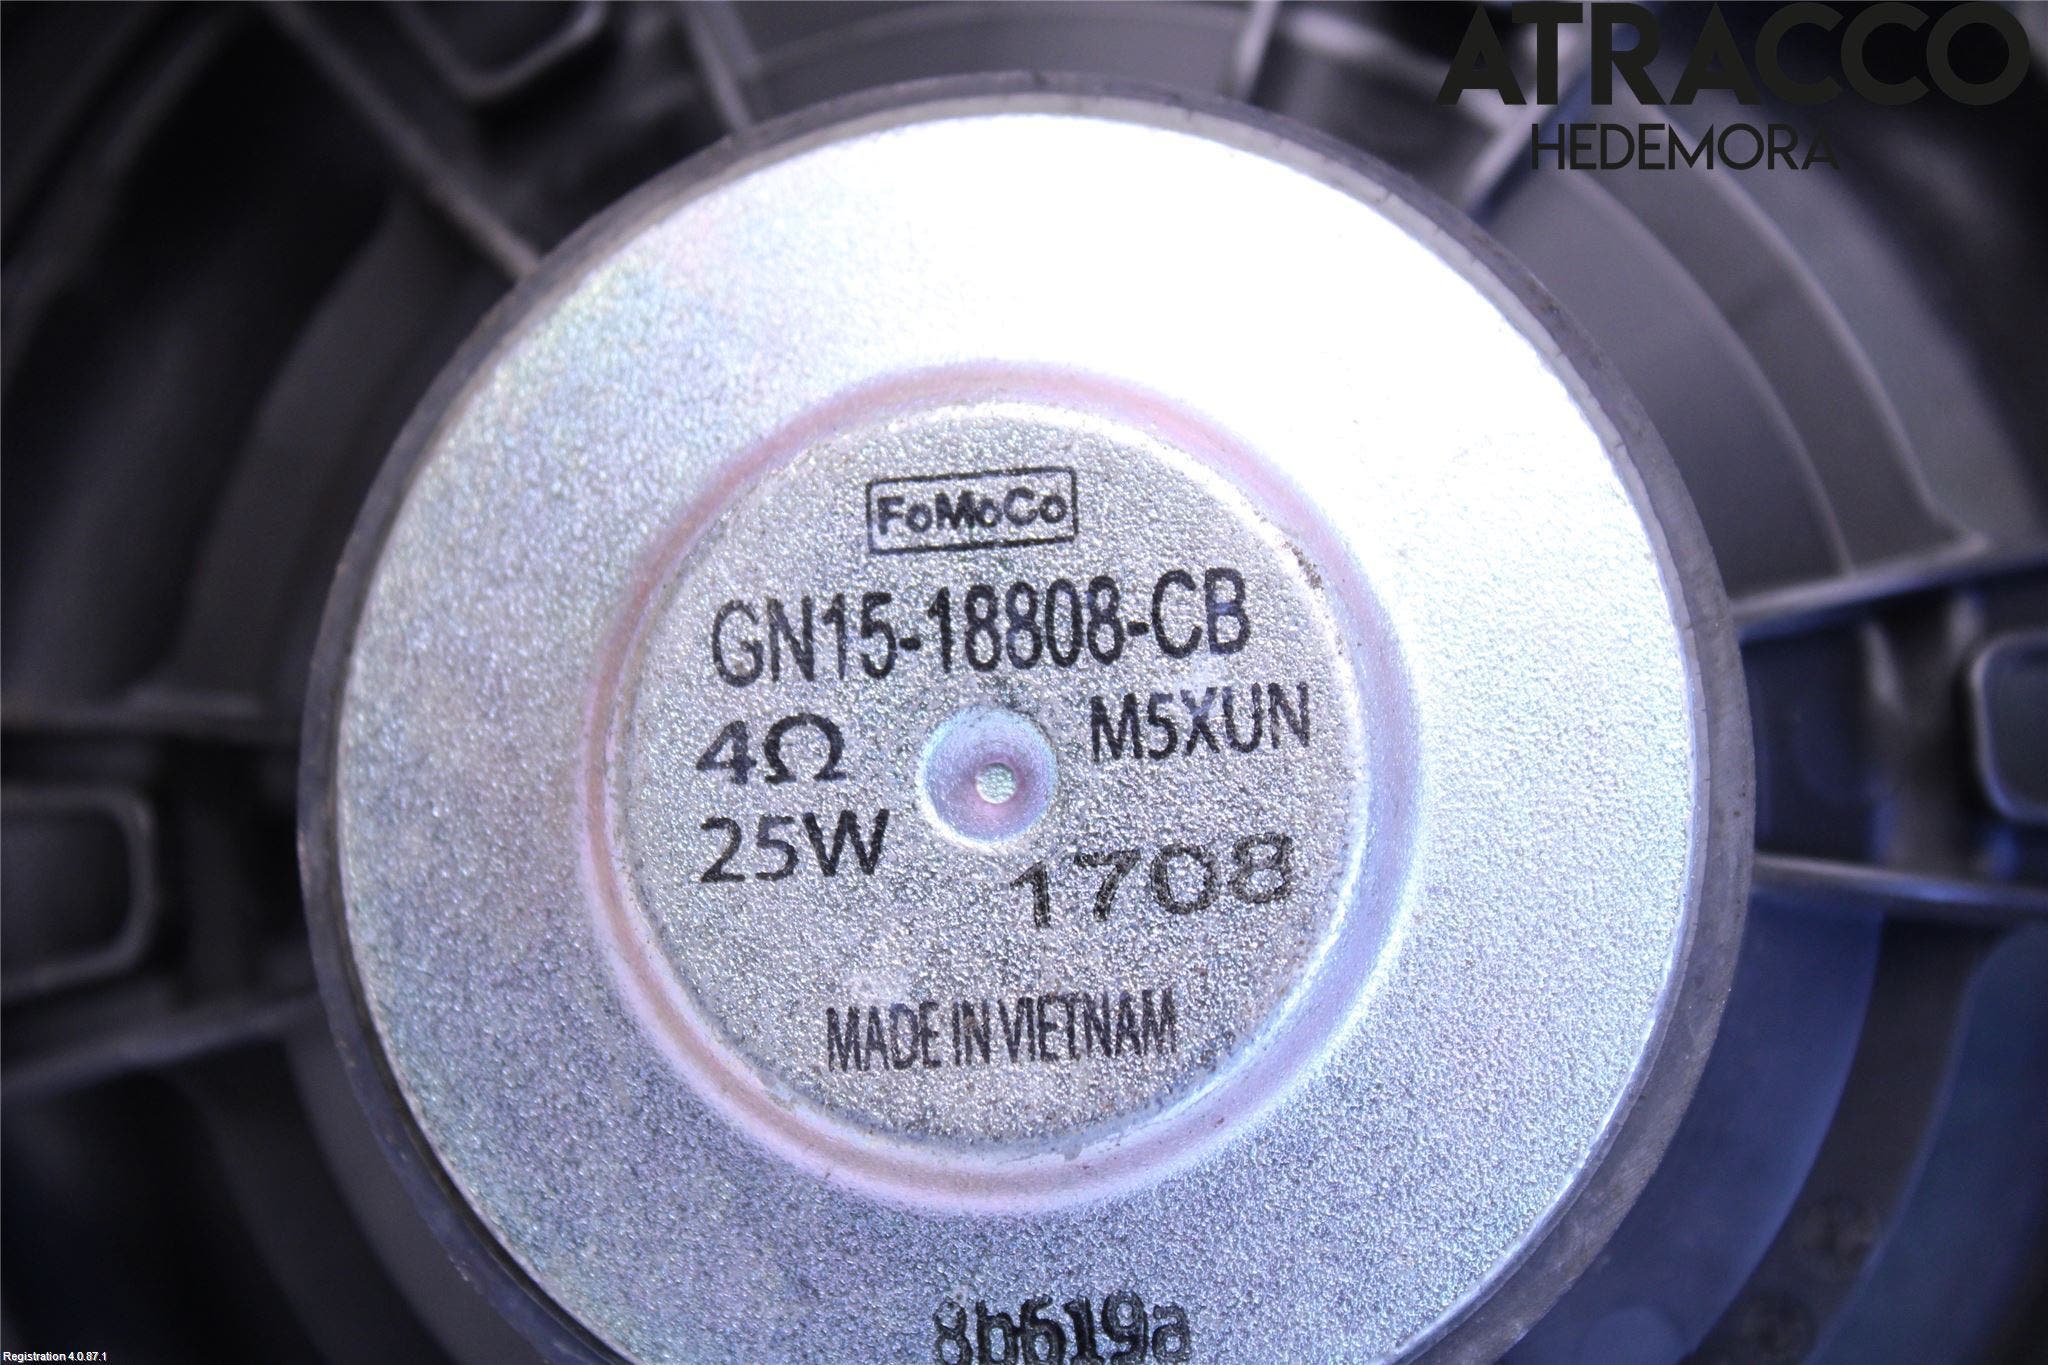 ATRACCO
HEDEMORA
FoMoCo
GN15-18808-CB
4Ω
M5XUN
25W
1708
MADE IN VIETNAM
8b619a
Registration 4.0.87.1